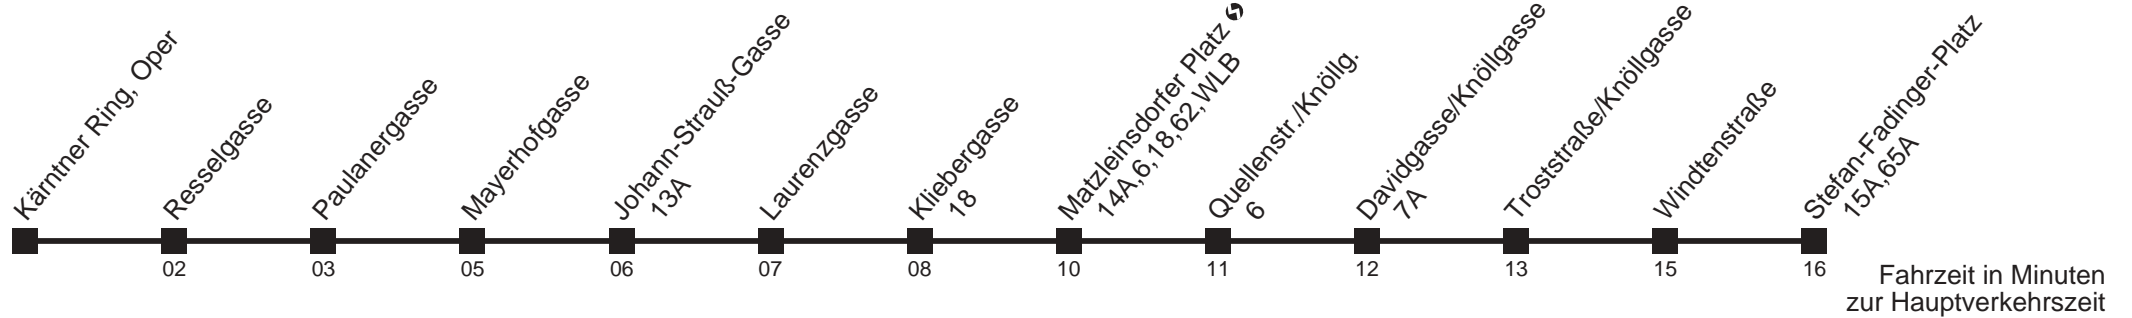 Kärntner Ring, Oper
Resselgasse
Paulanergasse
Mayerhofgasse
Johann-Strauß-Gasse
13A
Laurenzgasse
Kliebergasse
18
Matzleinsdorfer Platz
14A,6,18,62,WLB
Quellenstr./Knöllg.
6
Davidgasse/Knöllgasse
7A
Troststraße/Knöllgasse
Windtenstraße
Stefan-Fadinger-Platz
15A,65A
02 03 05 06 07 08 10 11 12 13 15 16
Fahrzeit in Minuten
zur Hauptverkehrszeit